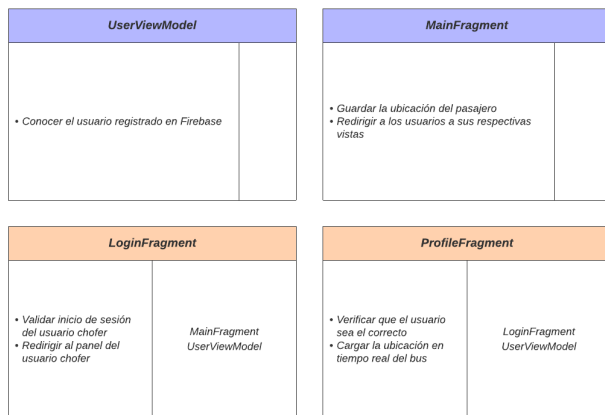 UserViewModel
• Conocer el usuario registrado en Firebase
MainFragment
• Guardar la ubicación del pasajero
• Redirigir a los usuarios a sus respectivas
vistas
LoginFragment
• Validar inicio de sesión
del usuario chofer
• Redirigir al panel del
usuario chofer
MainFragment
UserViewModel
ProfileFragment
• Verificar que el usuario
sea el correcto
• Cargar la ubicación en
tiempo real del bus
LoginFragment
UserViewModel